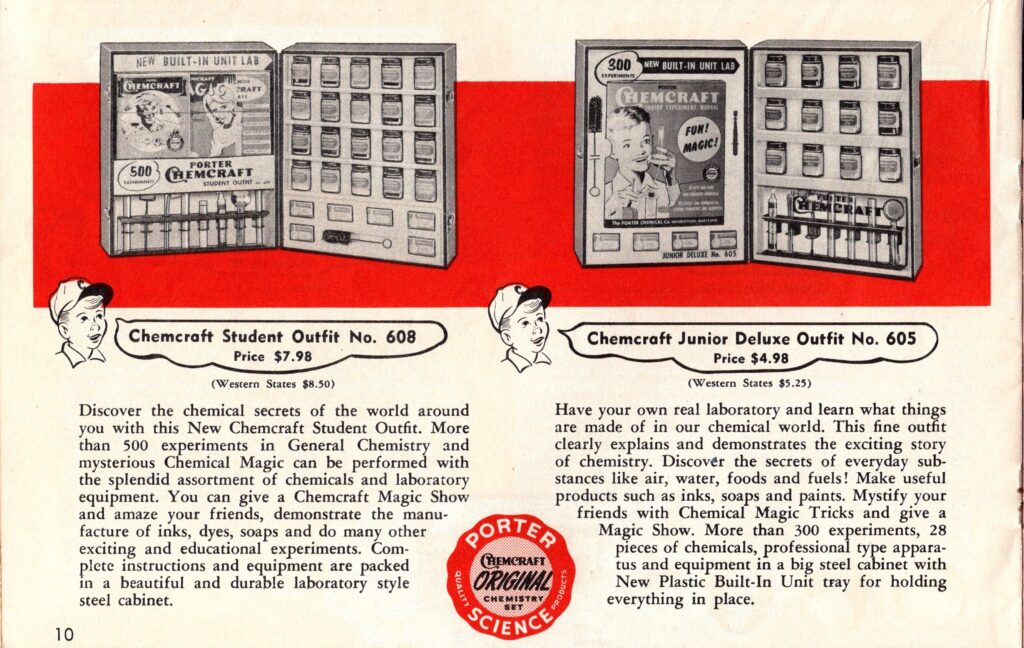 NEW BUILT-IN UNIT LAB
CHEMCRAFT
MAGIC
CRAFT
500
EXPERIMENTS
PORTER
CHEMCRAFT
STUDENT OUTFIT No. 608
300
EXPERIMENTS
NEW BUILT-IN UNIT LAB
PORTER
CHEMCRAFT
JUNIOR EXPERIMENT MANUAL
FUN!
MAGIC!
The PORTER CHEMICAL Co. HAGERSTOWN, MARYLAND
JUNIOR DELUXE No. 605
PORTER
CHEMCRAFT
Chemcraft Student Outfit No. 608
Price $7.98
(Western States $8.50)
Discover the chemical secrets of the world around
you with this New Chemcraft Student Outfit. More
than 500 experiments in General Chemistry and
mysterious Chemical Magic can be performed with
the splendid assortment of chemicals and laboratory
equipment. You can give a Chemcraft Magic Show
and amaze your friends, demonstrate the manu-
facture of inks, dyes, soaps and do many other
exciting and educational experiments. Com-
plete instructions and equipment are packed
in a beautiful and durable laboratory style
steel cabinet.
Chemcraft Junior Deluxe Outfit No. 605
Price $4.98
(Western States $5.25)
Have your own real laboratory and learn what things
are made of in our chemical world. This fine outfit
clearly explains and demonstrates the exciting story
of chemistry. Discover the secrets of everyday sub-
stances like air, water, foods and fuels! Make useful
products such as inks, soaps and paints. Mystify your
friends with Chemical Magic Tricks and give a
Magic Show. More than 300 experiments, 28
pieces of chemicals, professional type appara-
tus and equipment in a big steel cabinet with
New Plastic Built-In Unit tray for holding
everything in place.
PORTER
CHEMCRAFT
ORIGINAL
CHEMISTRY
SET
SCIENCE
QUALITY
PRODUCTS
10